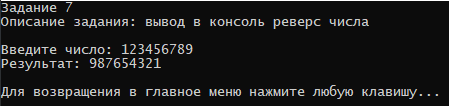 Задание 7
Описание задания: вывод в консоль реверс числа
Введите число: 123456789
Результат: 987654321
Для возвращения в главное меню нажмите любую клавишу...